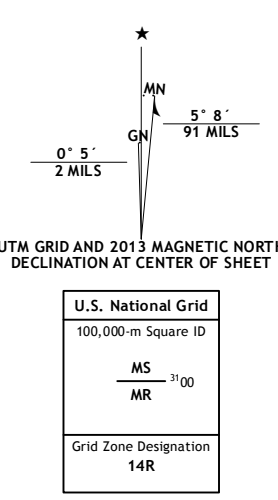 ★
MN
GN
5° 8´
91 MILS
0° 5´
2 MILS
UTM GRID AND 2013 MAGNETIC NORTH
DECLINATION AT CENTER OF SHEET
U.S. National Grid
100,000-m Square ID
MS
3100
MR
Grid Zone Designation
14R